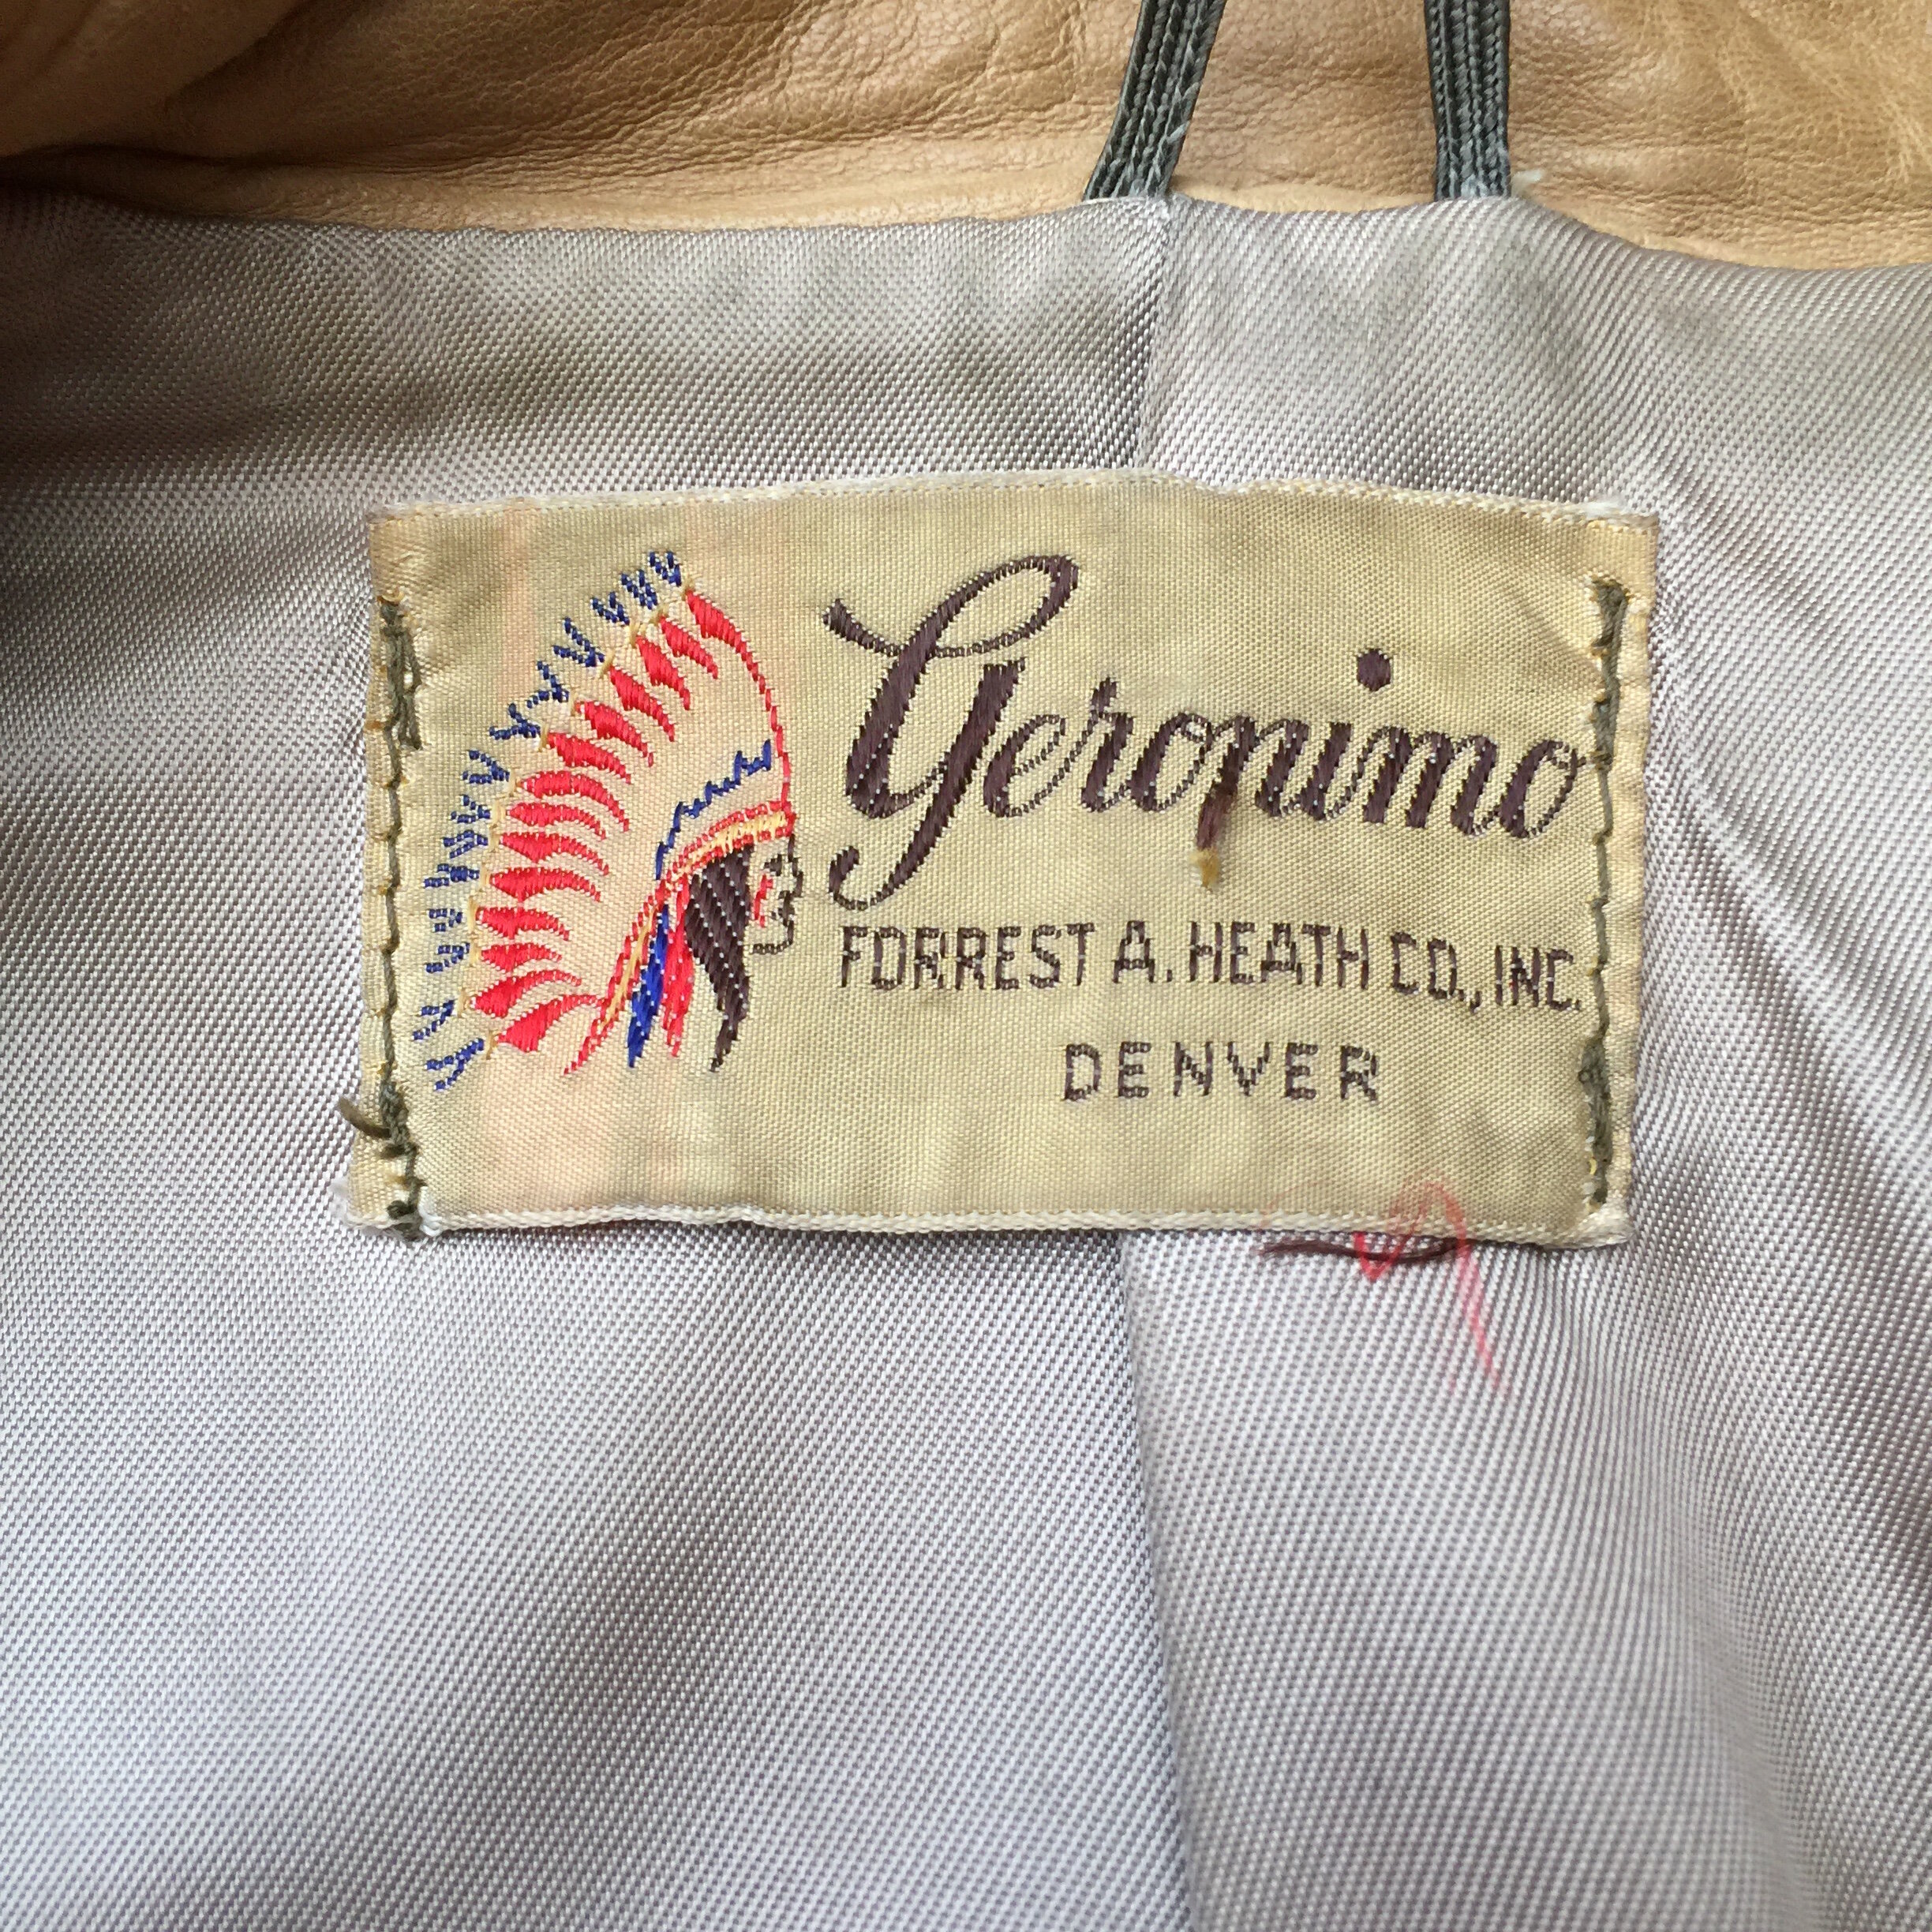 Geronimo
FORREST A. HEATH CO., INC.
DENVER